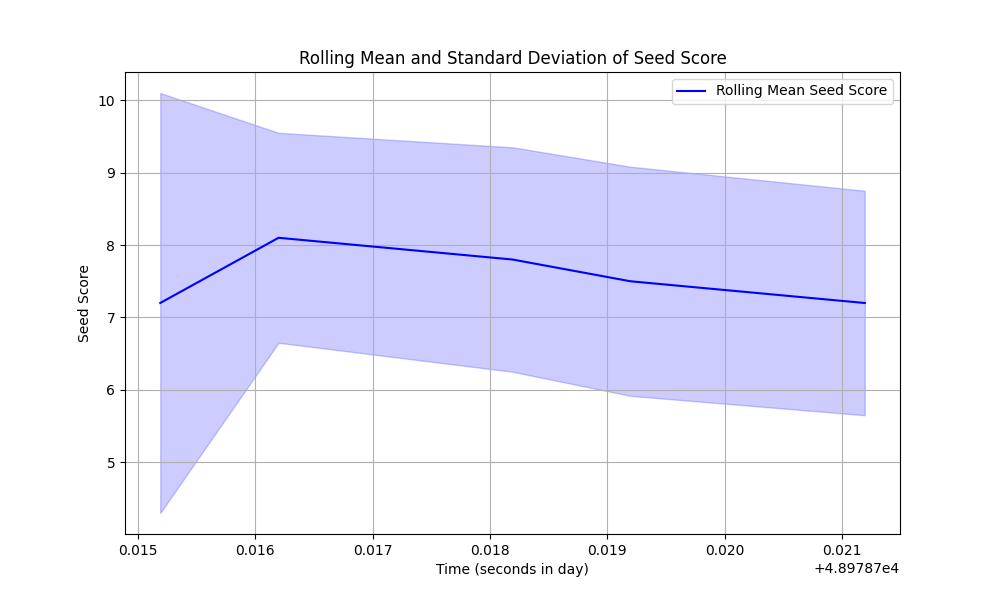 Rolling Mean and Standard Deviation of Seed Score
Rolling Mean Seed Score
10
9
8
7
6
5
Seed Score
0.015 0.016 0.017 0.018 0.019 0.020 0.021
Time (seconds in day)
+4.89787e4